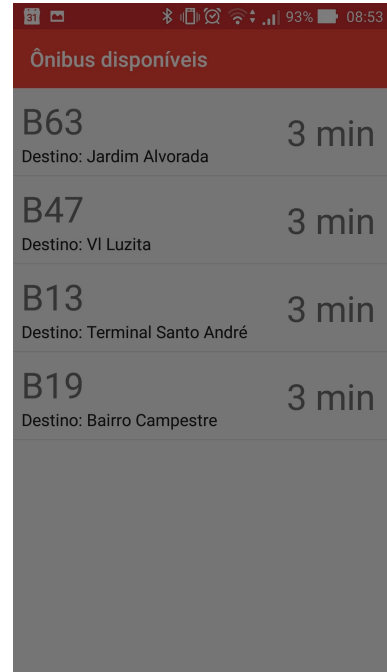 31 93% 08:53
Ônibus disponíveis
B63 3 min
Destino: Jardim Alvorada
B47 3 min
Destino: Vl Luzita
B13 3 min
Destino: Terminal Santo André
B19 3 min
Destino: Bairro Campestre